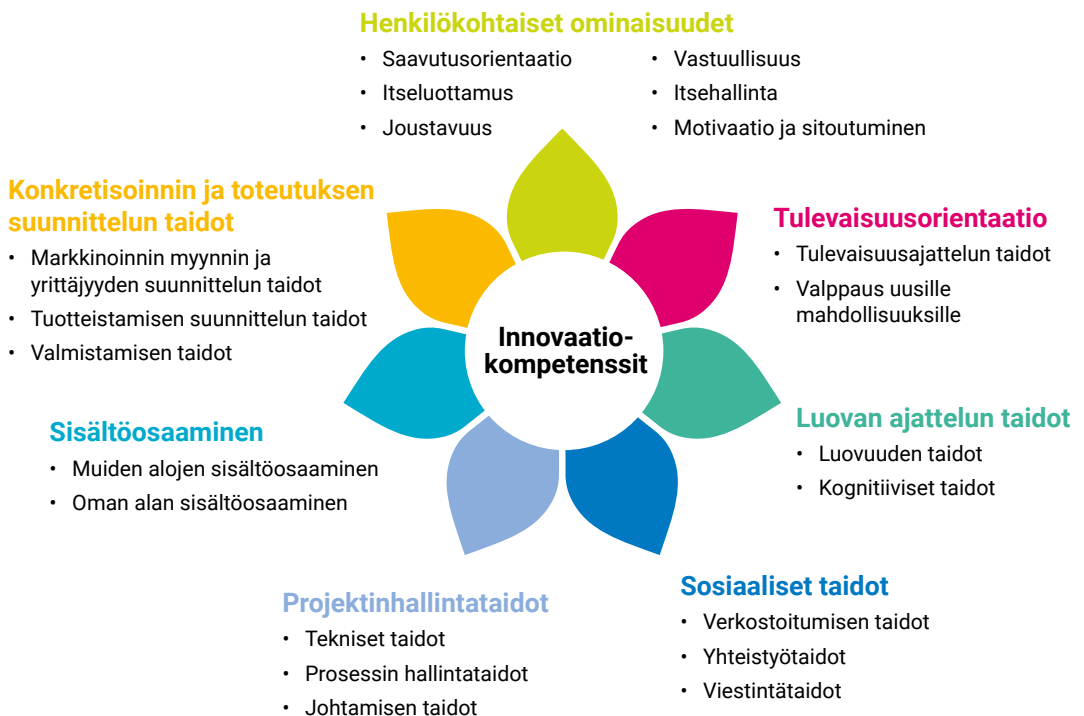 Henkilökohtaiset ominaisuudet
• Saavutusorientaatio
• Itseluottamus
• Joustavuus
• Vastuullisuus
• Itsehallinta
• Motivaatio ja sitoutuminen
Tulevaisuusorientaatio
• Tulevaisuusajattelun taidot
• Valppaus uusille
mahdollisuuksille
Luovan ajattelun taidot
• Luovuuden taidot
• Kognitiiviset taidot
Sosiaaliset taidot
• Verkostoitumisen taidot
• Yhteistyötaidot
• Viestintätaidot
Projektinhallintataidot
• Tekniset taidot
• Prosessin hallintataidot
• Johtamisen taidot
Sisältöosaaminen
• Muiden alojen sisältöosaaminen
• Oman alan sisältöosaaminen
Konkretisoinnin ja toteutuksen
suunnittelun taidot
• Markkinoinnin myynnin ja
yrittäjyyden suunnittelun taidot
• Tuotteistamisen suunnittelun taidot
• Valmistamisen taidot
Innovaatio-
kompetenssit